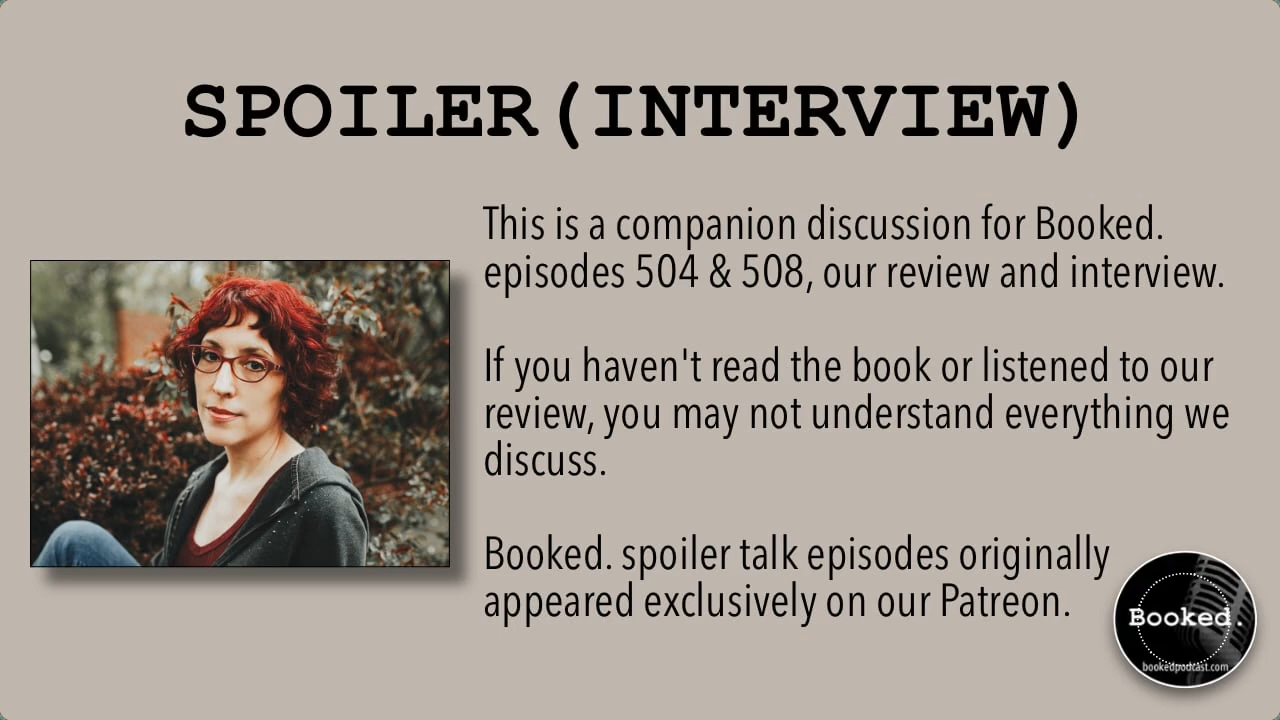 SPOILER(INTERVIEW)
This is a companion discussion for Booked.
episodes 504 & 508, our review and interview.
If you haven't read the book or listened to our
review, you may not understand everything we
discuss.
Booked. spoiler talk episodes originally
appeared exclusively on our Patreon.
Booked.
bookedpodcast.com